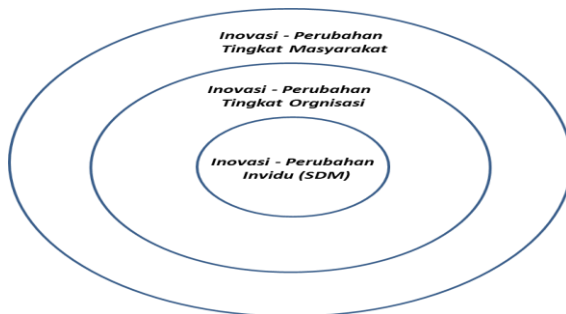 Inovasi - Perubahan
Tingkat Masyarakat
Inovasi - Perubahan
Tingkat Orgnisasi
Inovasi - Perubahan
Invidu (SDM)